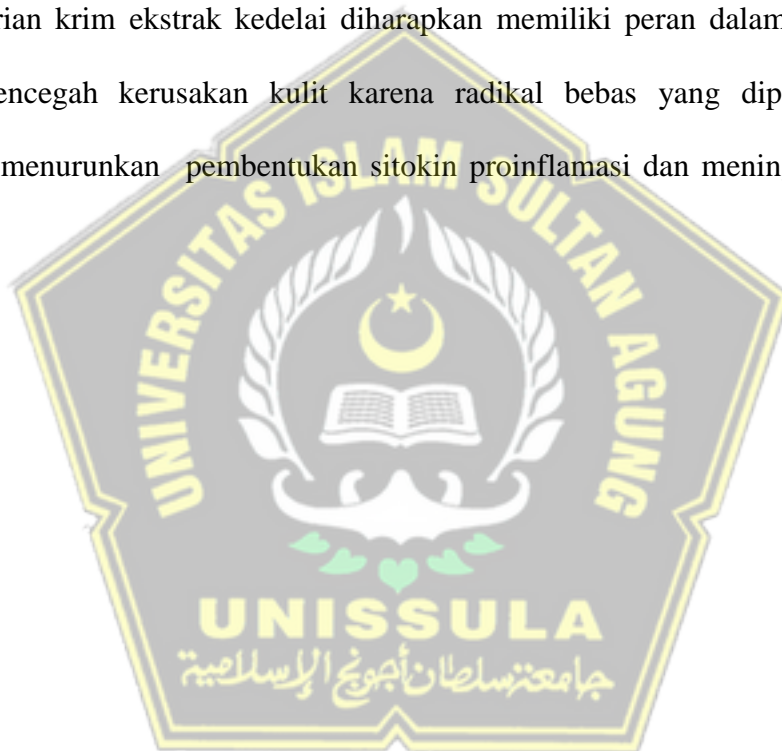 rian krim ekstrak kedelai diharapkan memiliki peran dalam
encegah kerusakan kulit karena radikal bebas yang dip
menurunkan pembentukan sitokin proinflamasi dan menin
UNIVERSITAS ISLAM SULTAN AGUNG
UNISSULA
جامعة سلطان أجونج الإسلامية